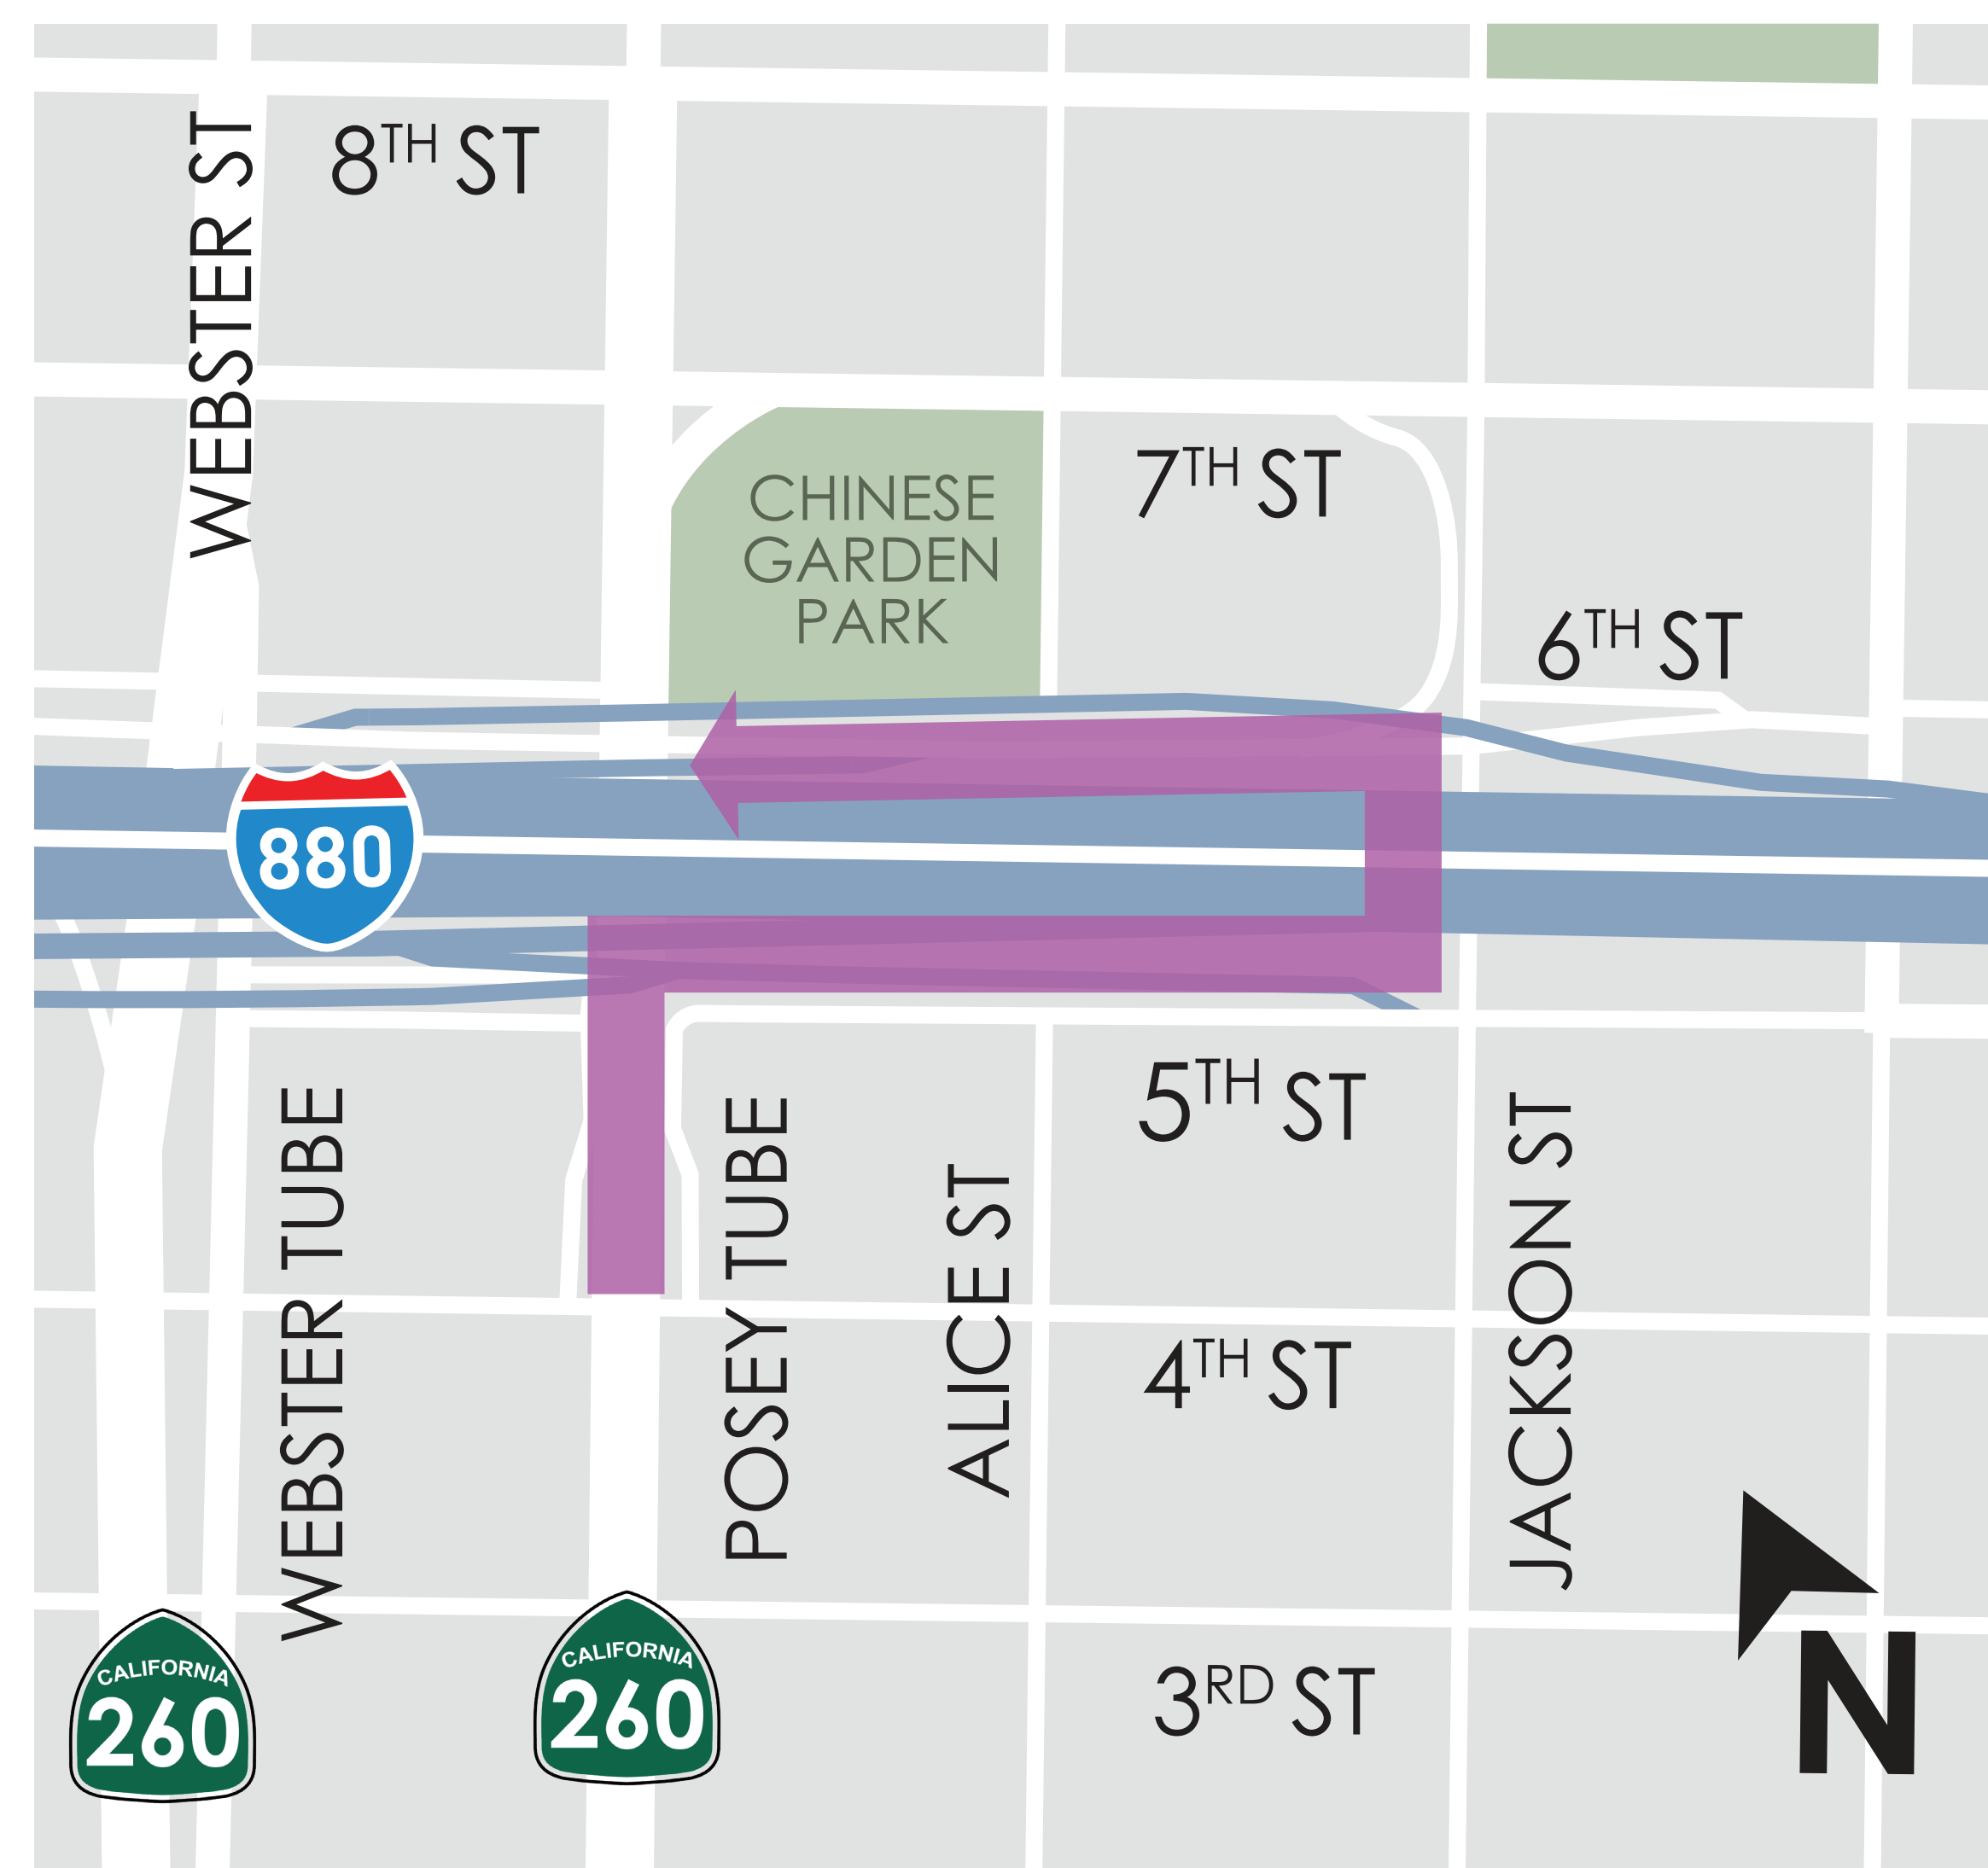 WEBSTER ST
8TH ST
CHINESE
GARDEN
PARK
7TH ST
6TH ST
880
WEBSTER TUBE
POSEY TUBE
ALICE ST
5TH ST
JACKSON ST
4TH ST
3RD ST
CALIFORNIA
260
CALIFORNIA
260
N